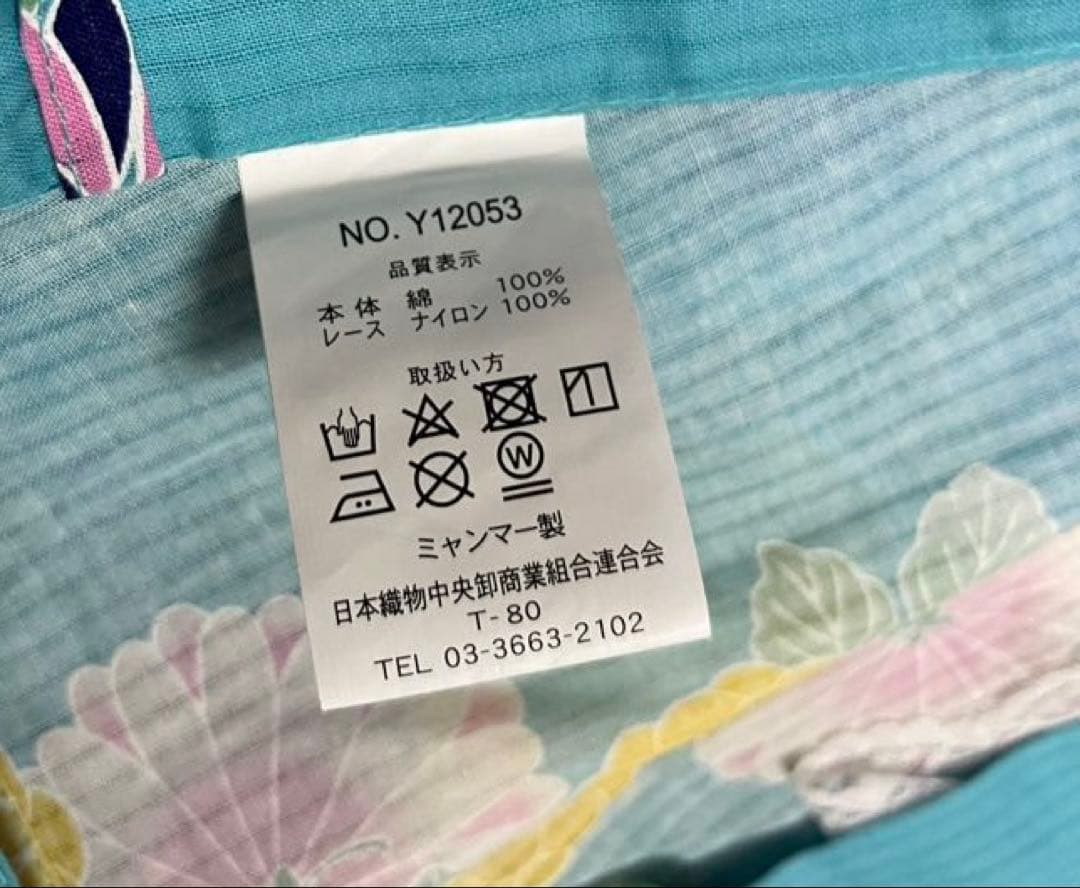 NO. Y12053
品質表示
本体 綿 100%
レース ナイロン 100%
取扱い方
W
ミャンマー製
日本織物中央卸商業組合連合会
T-80
TEL 03-3663-2102